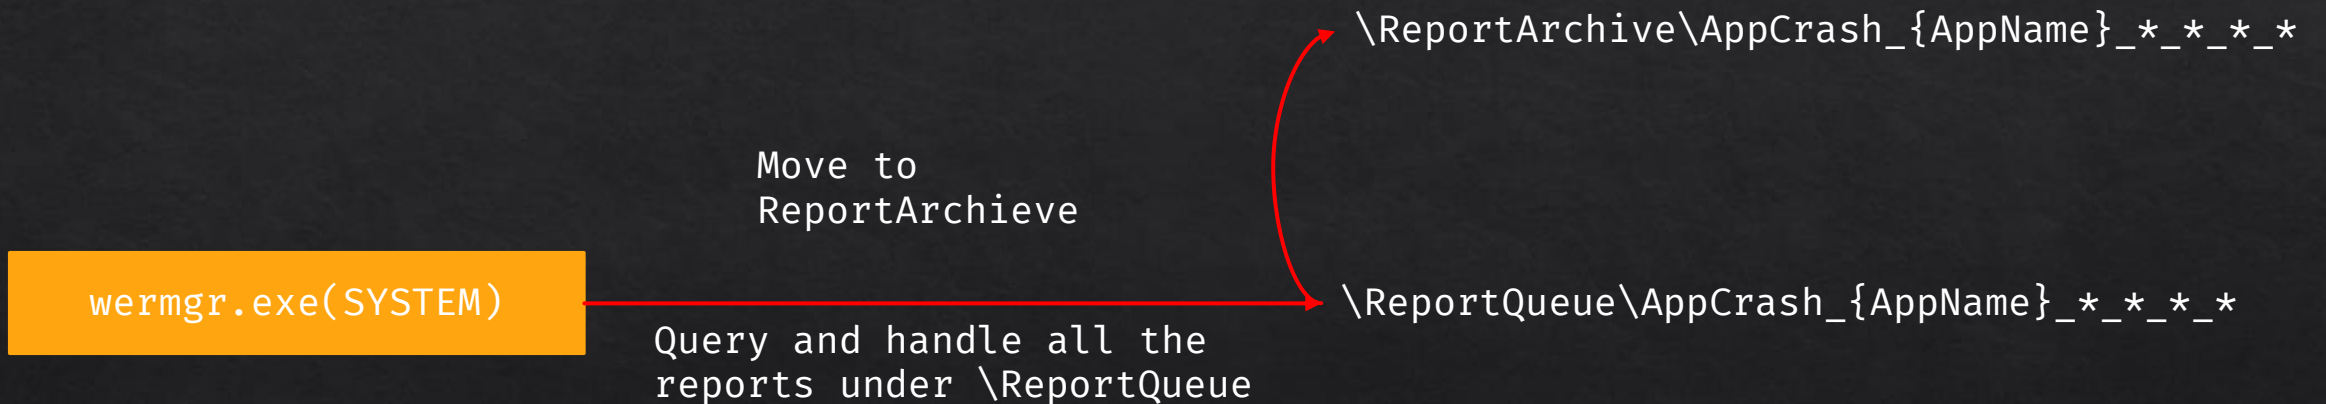 \ReportArchive\AppCrash_{AppName}_*_*_*_*
Move to
ReportArchieve
wermgr.exe(SYSTEM)
\ReportQueue\AppCrash_{AppName}_*_*_*_*
Query and handle all the
reports under \ReportQueue